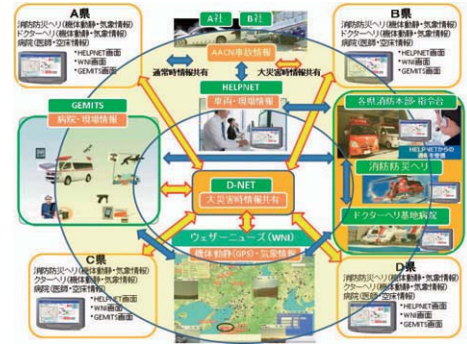 A県
消防防災ヘリ(機体動静・気象情報)
ドクターヘリ(機体動静・気象情報)
病院(医師・空床情報)
•HELPNET画面
•WNI画面
•GEMITS画面
A社 B社
AACN事故情報
通常時情報共有
大災害時情報共有
HELPNET
車両・現場情報
B県
消防防災ヘリ(機体動静・気象情報)
ドクターヘリ(機体動静・気象情報)
病院(医師・空床情報)
•HELPNET画面
•WNI画面
•GEMITS画面
GEMITS
病院・現場情報
各県消防本部・指令台
HELPNETからの
通報を受信
消防防災ヘリ
ドクターヘリ基地病院
D-NET
大災害時情報共有
ウェザーニューズ(WNI)
機体動静(GPS)・気象情報
C県
消防防災ヘリ(機体動静・気象情報)
クターヘリ(機体動静・気象情報)
病院(医師・空床情報)
•HELPNET画面
•WNI画面
•GEMITS画面
D県
消防防災ヘリ(機体動静・気象情報)
ドクターヘリ(機体動静・気象情報)
病院(医師・空床情報)
•HELPNET画面
•WNI画面
•GEMITS画面